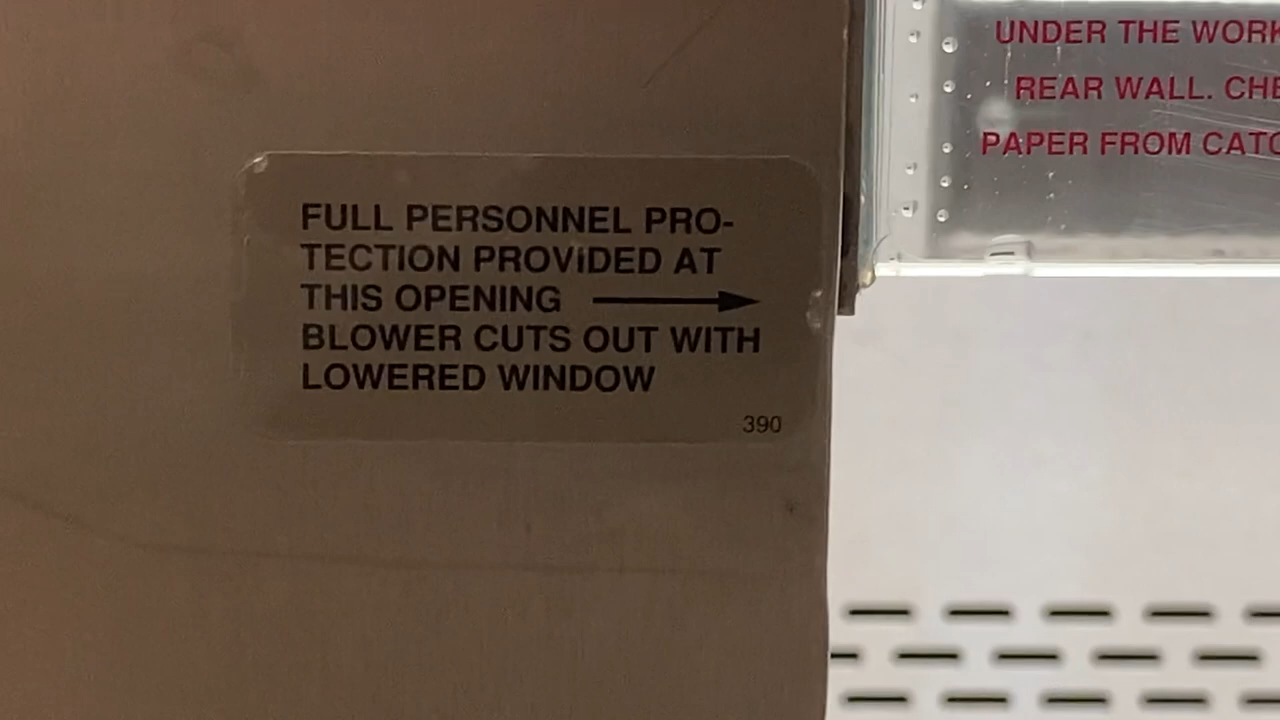 FULL PERSONNEL PRO-
TECTION PROVIDED AT
THIS OPENING
BLOWER CUTS OUT WITH
LOWERED WINDOW
390
UNDER THE
REAR WALL.
PAPER FROM